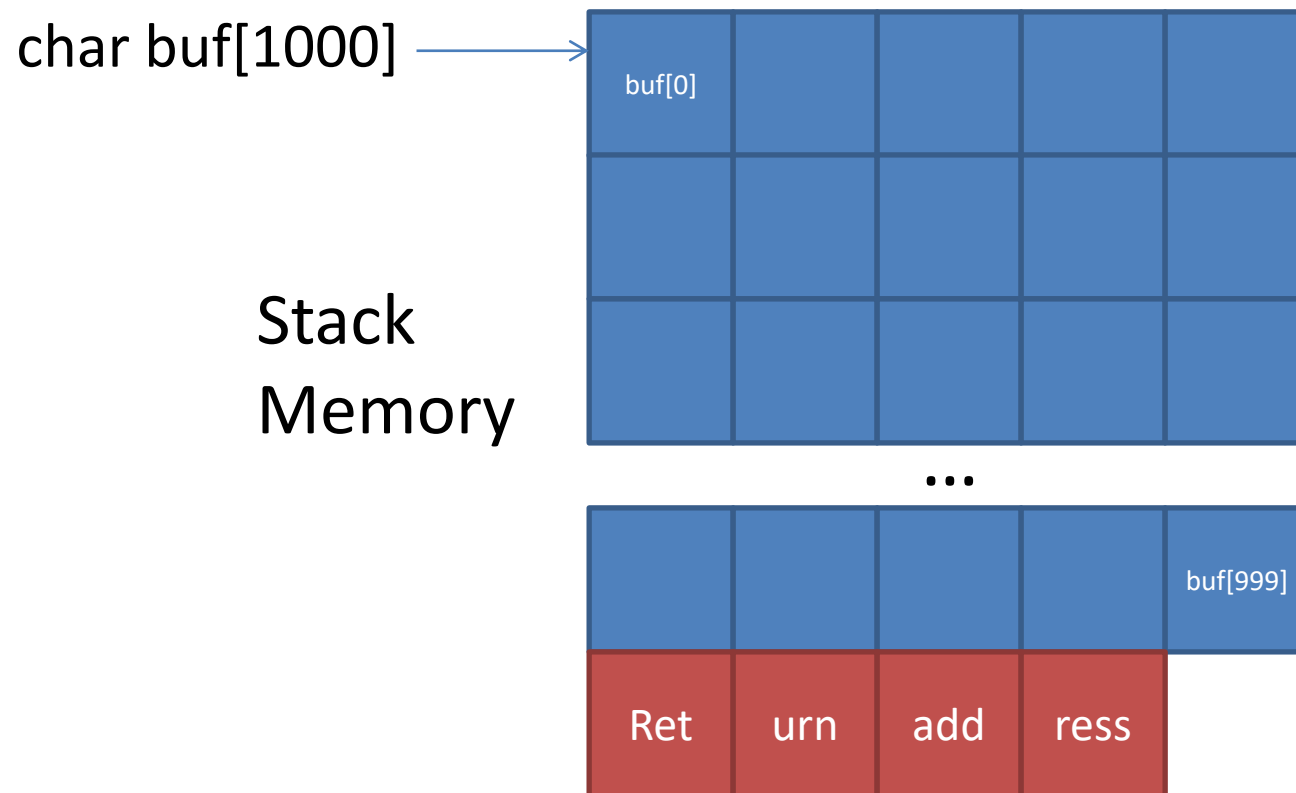 char buf[1000]
buf[0]
Stack
Memory
...
buf[999]
Ret urn add ress